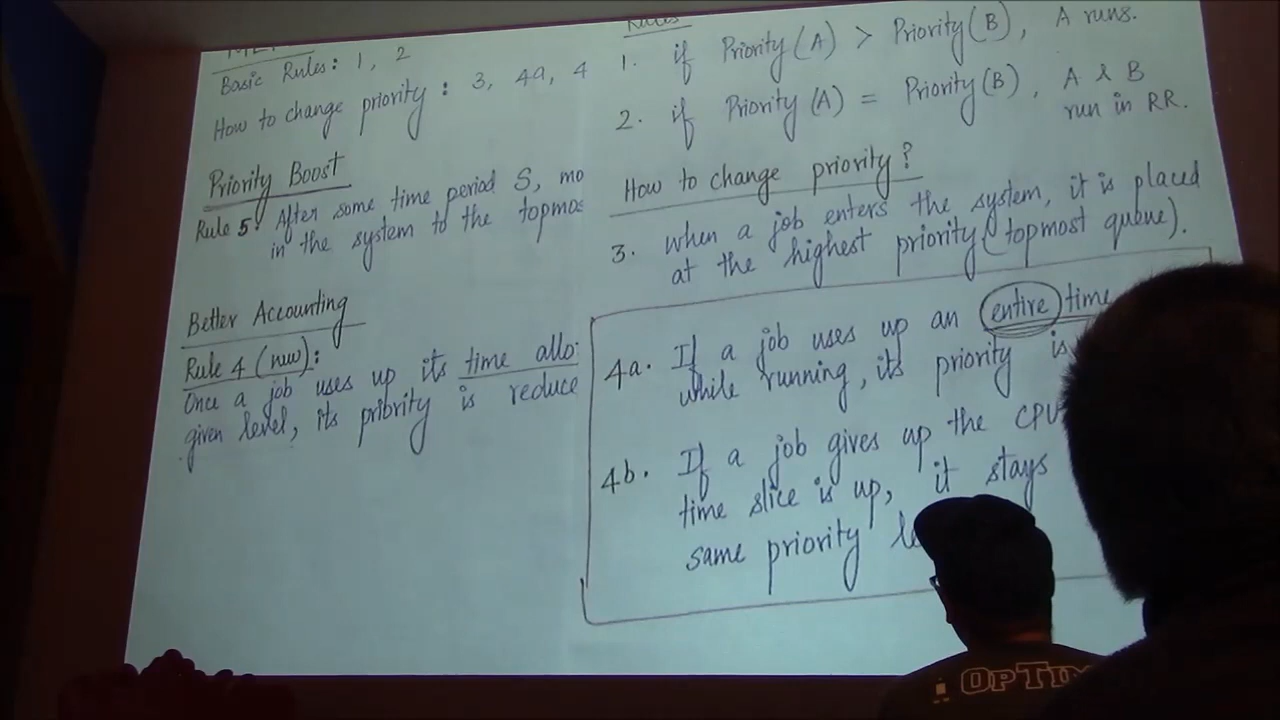 Basic Rules: 1, 2
How to change priority : 3, 4a, 4
Priority Boost
Rule 5: After some time period S, mo
in the system to the topmos
Better Accounting
Rule 4 (new):
Once a job uses up its time allo
given level, its priority is reduce
Rules
1. if Priority(A) > Priority(B), A runs.
2. if Priority(A) = Priority(B), A & B
run in RR.
How to change priority?
3. When a job enters the system, it is placed
at the highest priority (topmost queue).
4a. If a job uses up an entire time
while running, its priority is
4b. If a job gives up the CPU
time slice is up, it stays
same priority le
OPTIM